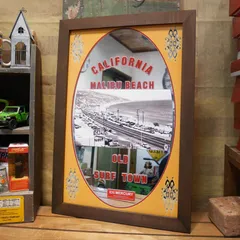 CALIFORNIA
MALIBU BEACH
OLD
SURF TOWN